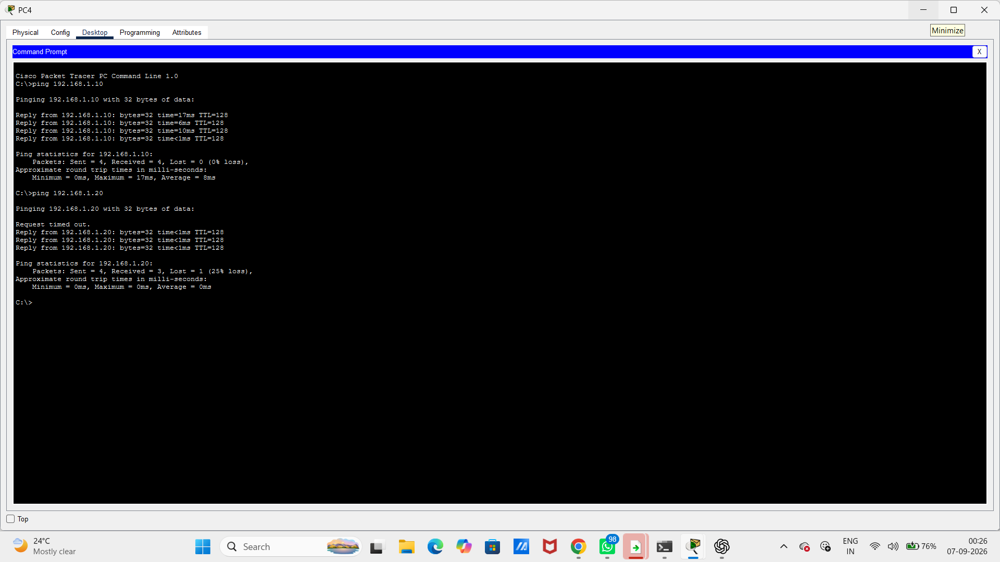 PC4
Physical Config Desktop Programming Attributes
Minimize
Command Prompt
X
Cisco Packet Tracer PC Command Line 1.0
C:\>ping 192.168.1.10
Pinging 192.168.1.10 with 32 bytes of data:
Reply from 192.168.1.10: bytes=32 time=17ms TTL=128
Reply from 192.168.1.10: bytes=32 time=6ms TTL=128
Reply from 192.168.1.10: bytes=32 time=10ms TTL=128
Reply from 192.168.1.10: bytes=32 time<1ms TTL=128
Ping statistics for 192.168.1.10:
    Packets: Sent = 4, Received = 4, Lost = 0 (0% loss),
Approximate round trip times in milli-seconds:
    Minimum = 0ms, Maximum = 17ms, Average = 8ms
C:\>ping 192.168.1.20
Pinging 192.168.1.20 with 32 bytes of data:
Request timed out.
Reply from 192.168.1.20: bytes=32 time<1ms TTL=128
Reply from 192.168.1.20: bytes=32 time<1ms TTL=128
Reply from 192.168.1.20: bytes=32 time<1ms TTL=128
Ping statistics for 192.168.1.20:
    Packets: Sent = 4, Received = 3, Lost = 1 (25% loss),
Approximate round trip times in milli-seconds:
    Minimum = 0ms, Maximum = 0ms, Average = 0ms
C:\>
Top
24°C
Mostly clear
Search
98
ENG
IN
76%
00:26
07-09-2026